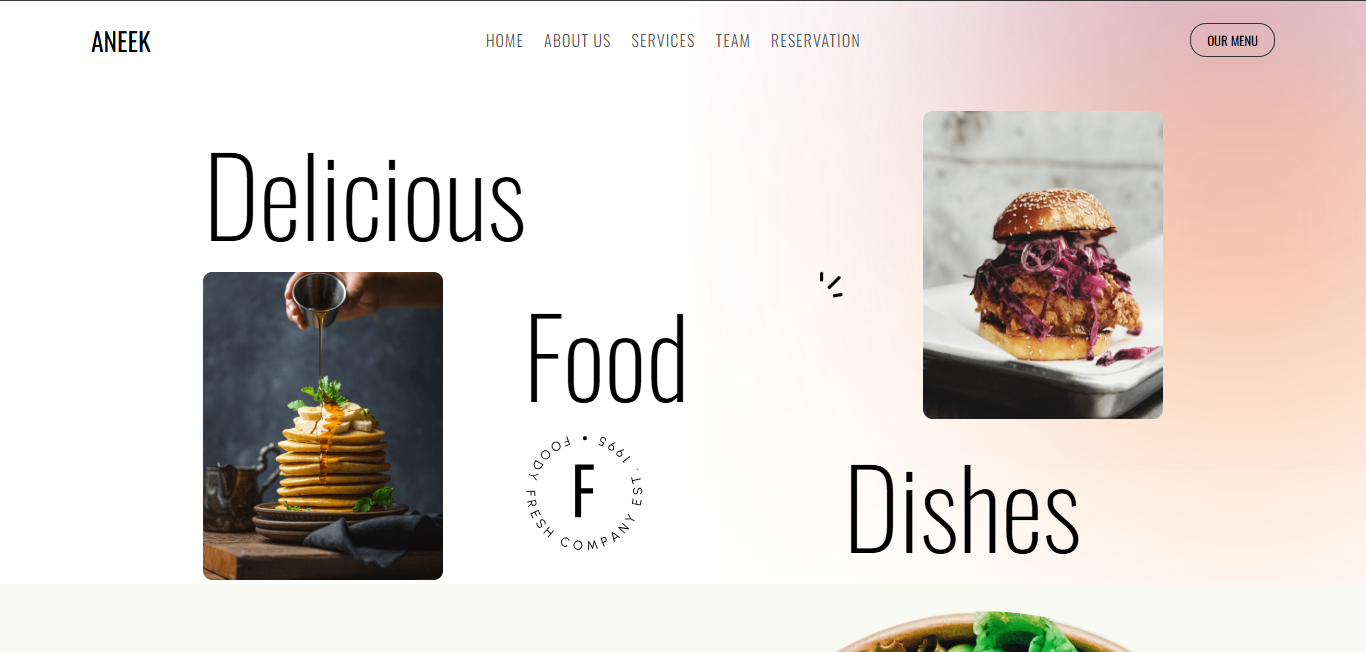 ANEEK
HOME ABOUT US SERVICES TEAM RESERVATION
OUR MENU
Delicious
Food
FOODY FRESH COMPANY EST. 1995 •
F
Dishes